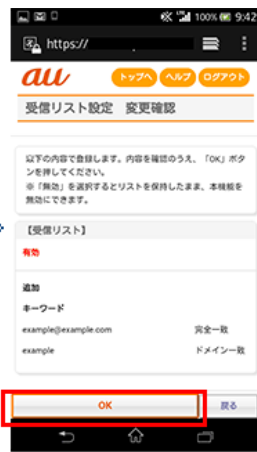 100% 9:42
https://
au
トップへ ヘルプ ログアウト
受信リスト設定 変更確認
以下の内容で登録します。内容を確認のうえ、「OK」ボタ
ンを押してください。
※「無効」を選択するとリストを保持したまま、本機能を
無効にできます。
【受信リスト】
有効
追加
キーワード
example@example.com 完全一致
example ドメイン一致
OK 戻る